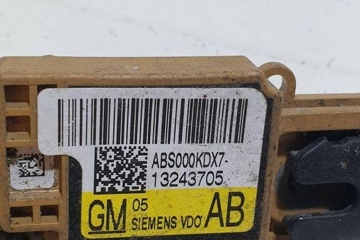 ABS000KDX7-
13243705
GM 05 SIEMENS VDO AB